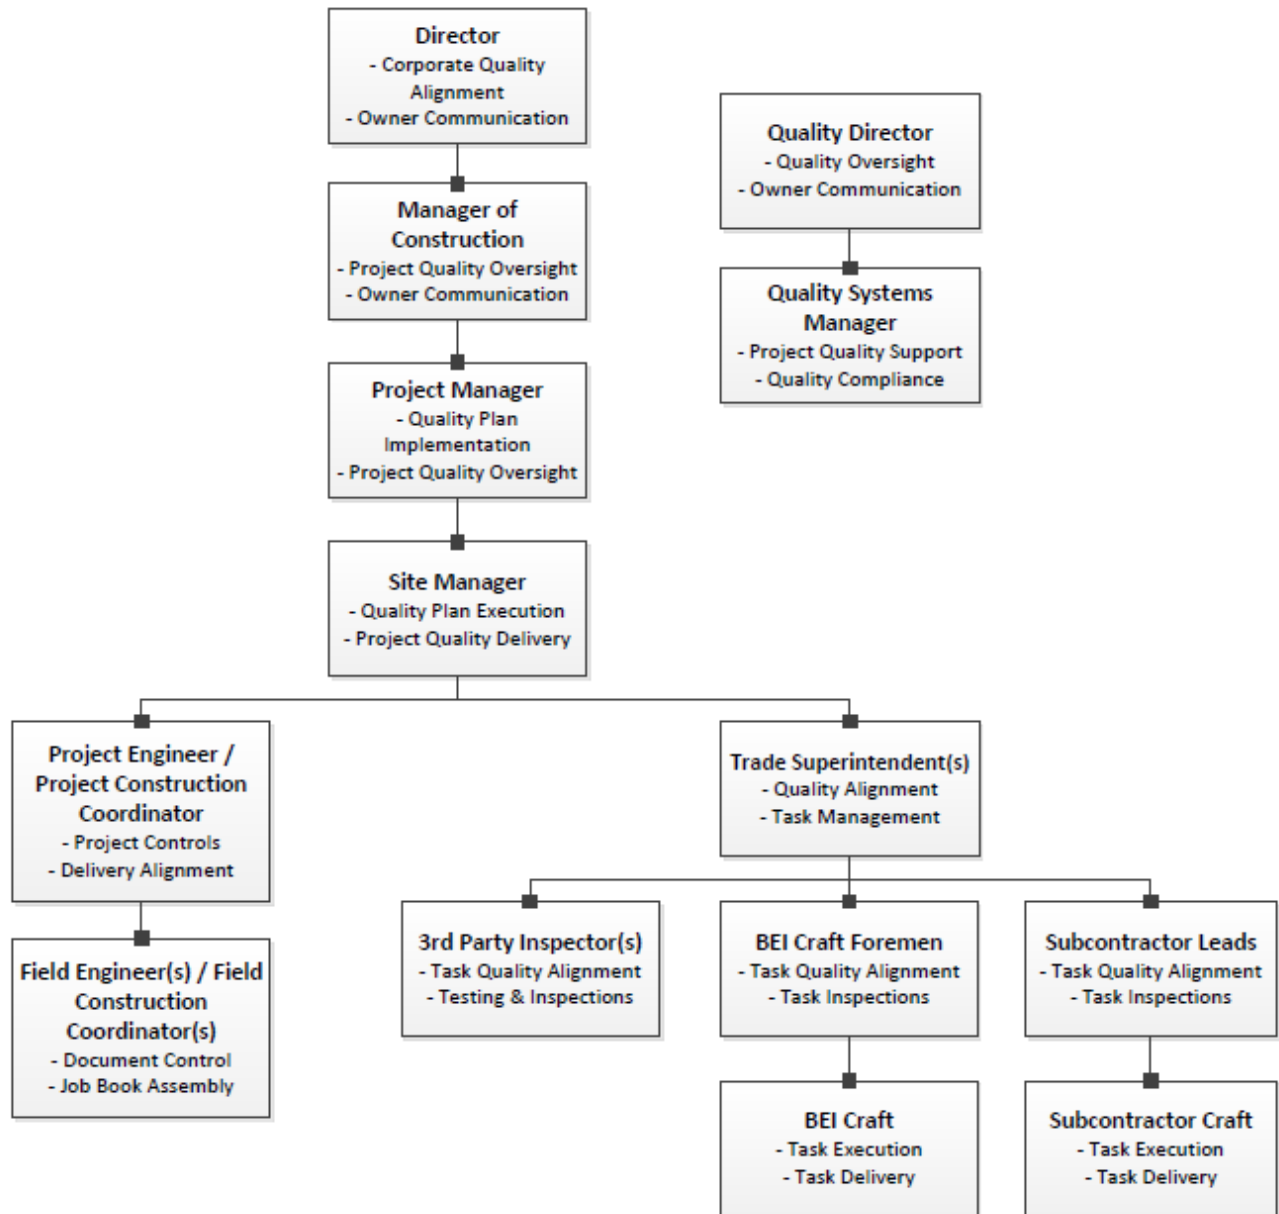 Director
- Corporate Quality
Alignment
- Owner Communication
Quality Director
- Quality Oversight
- Owner Communication
Manager of
Construction
- Project Quality Oversight
- Owner Communication
Quality Systems
Manager
- Project Quality Support
- Quality Compliance
Project Manager
- Quality Plan
Implementation
- Project Quality Oversight
Site Manager
- Quality Plan Execution
- Project Quality Delivery
Project Engineer /
Project Construction
Coordinator
- Project Controls
- Delivery Alignment
Trade Superintendent(s)
- Quality Alignment
- Task Management
Field Engineer(s) / Field
Construction
Coordinator(s)
- Document Control
- Job Book Assembly
3rd Party Inspector(s)
- Task Quality Alignment
- Testing & Inspections
BEI Craft Foremen
- Task Quality Alignment
- Task Inspections
Subcontractor Leads
- Task Quality Alignment
- Task Inspections
BEI Craft
- Task Execution
- Task Delivery
Subcontractor Craft
- Task Execution
- Task Delivery